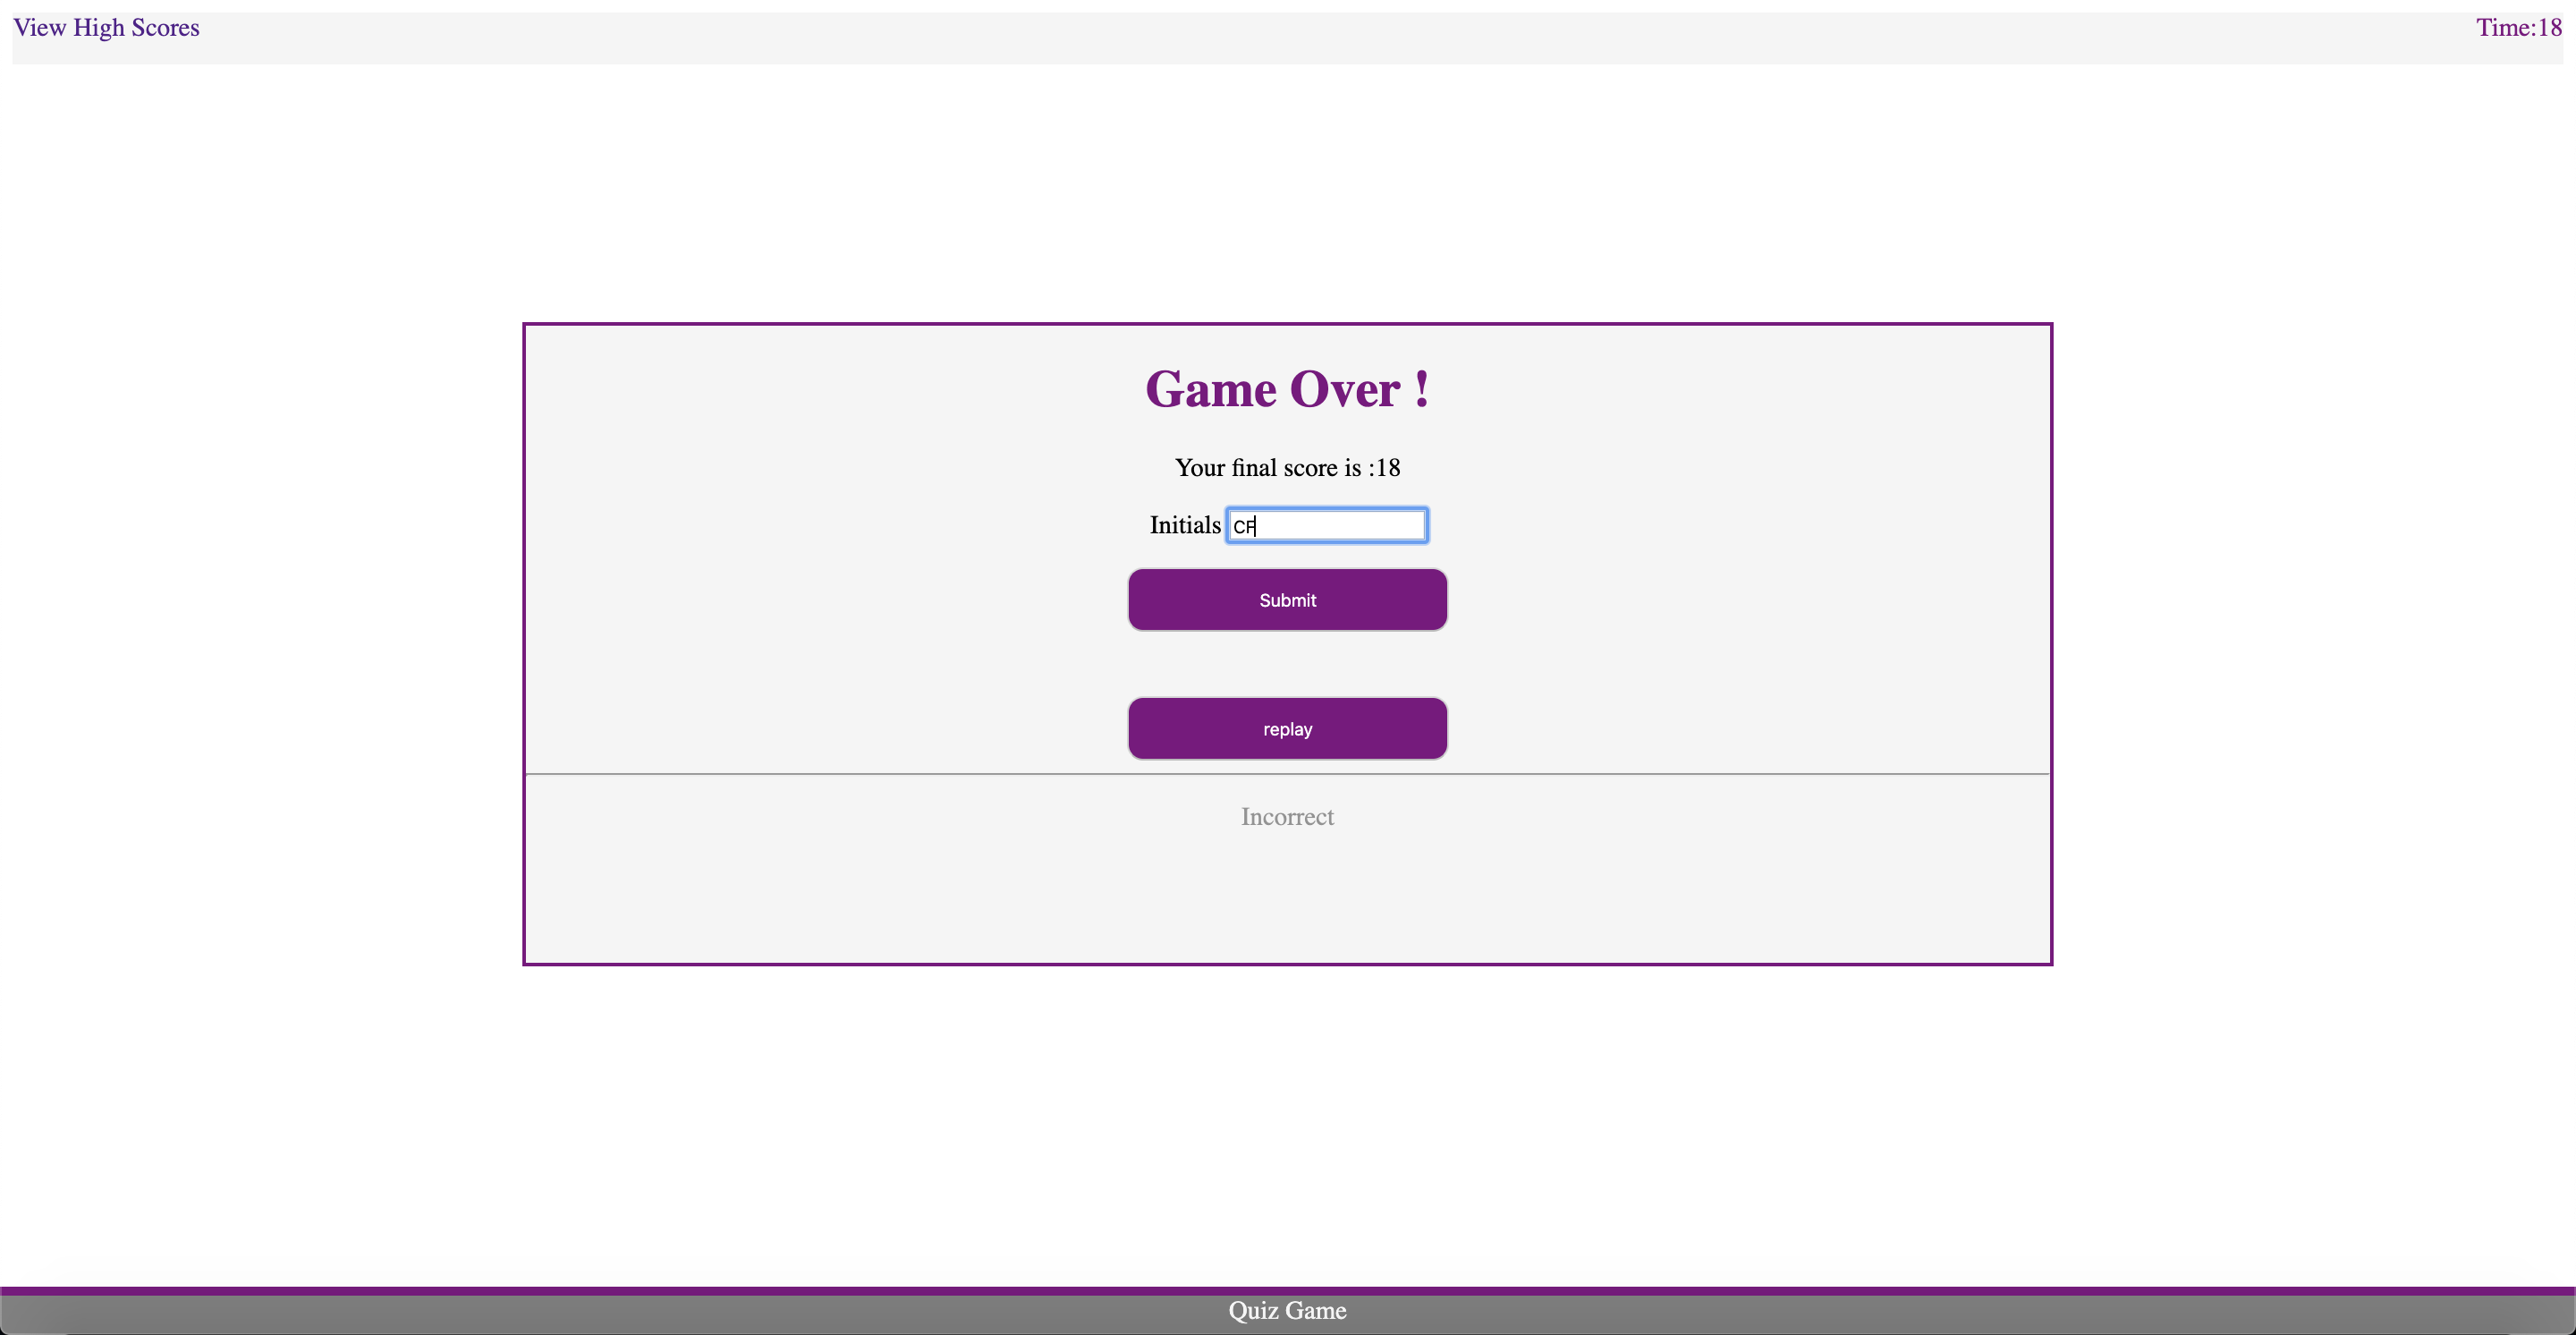 View High Scores
Time:18
Game Over !
Your final score is :18
Initials CF
Submit
replay
Incorrect
Quiz Game